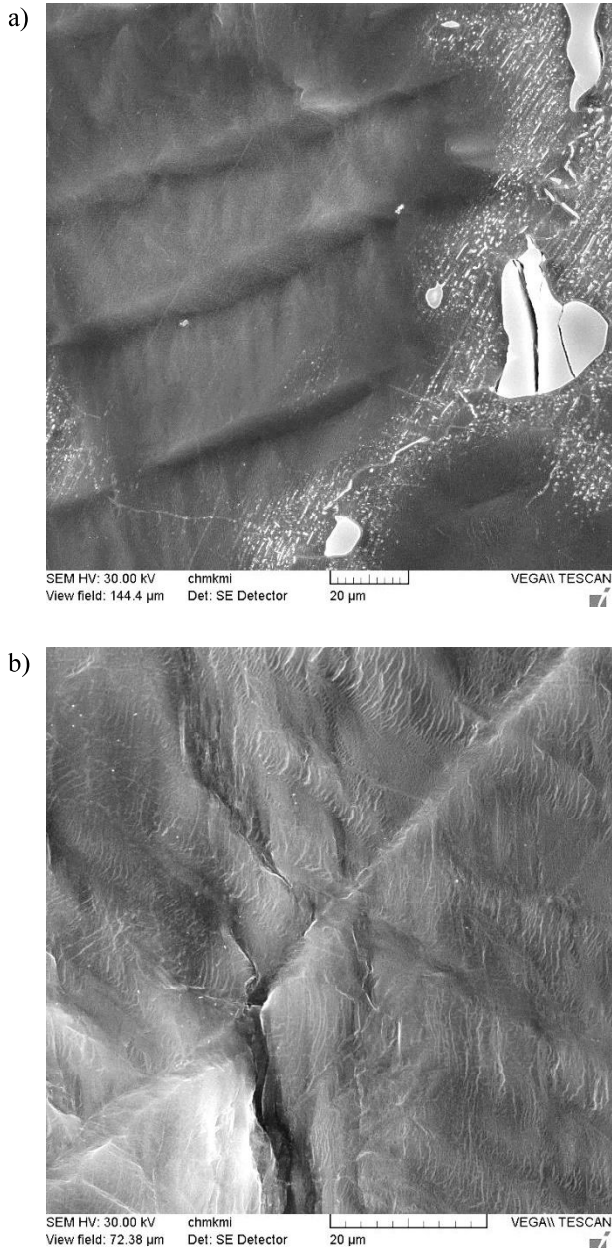 a)
SEM HV: 30.00 kV chmkmi VEGA\\ TESCAN
View field: 144.4 µm Det: SE Detector 20 µm
b)
SEM HV: 30.00 kV chmkmi VEGA\\ TESCAN
View field: 72.38 µm Det: SE Detector 20 µm